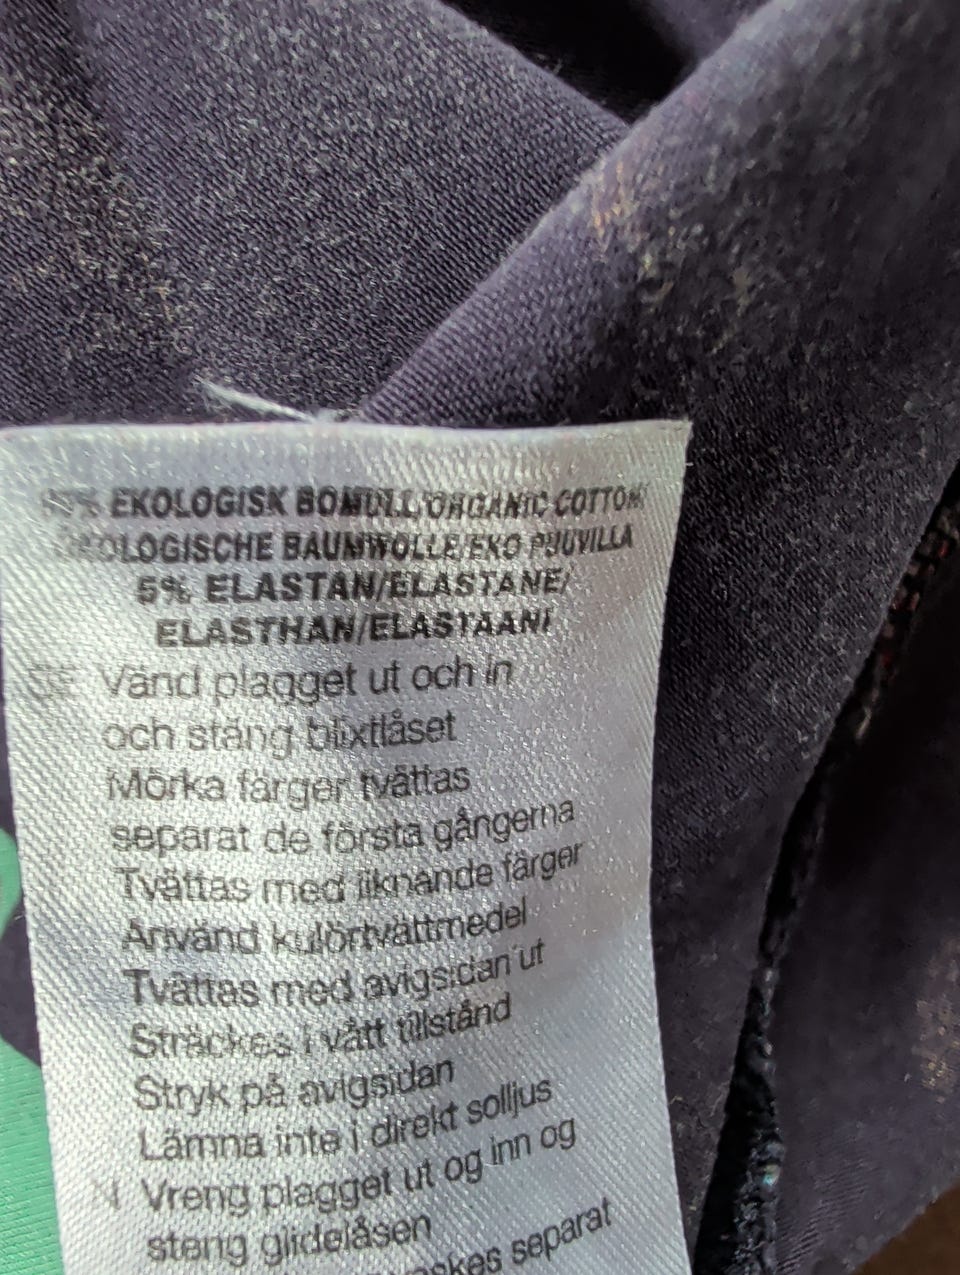 EKOLOGISK BOMULL/ORGANIC COTTON/
ÖKOLOGISCHE BAUMWOLLE/EKO PUUVILLA
5% ELASTAN/ELASTANE/
ELASTHAN/ELASTAANI
SE Vänd plagget ut och in
och stäng blixtlåset
Mörka färger tvättas
separat de första gångerna
Tvättas med liknande färger
Använd kulörtvättmedel
Tvättas med avigsidan ut
Sträckes i vått tillstånd
Stryk på avigsidan
Lämna inte i direkt solljus
Vreng plagget ut og inn og
steng glidelåsen
separat